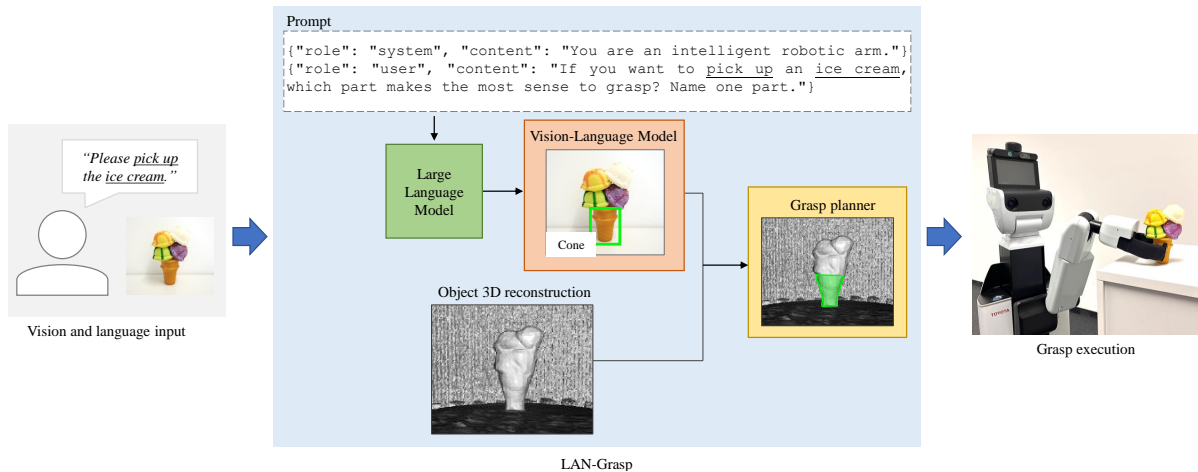 Prompt
{"role": "system", "content": "You are an intelligent robotic arm."}
{"role": "user", "content": "If you want to pick up an ice cream,
which part makes the most sense to grasp? Name one part."}
"Please pick up
the ice cream."
Vision and language input
Large
Language
Model
Vision-Language Model
Cone
Object 3D reconstruction
Grasp planner
TOYOTA
Grasp execution
LAN-Grasp